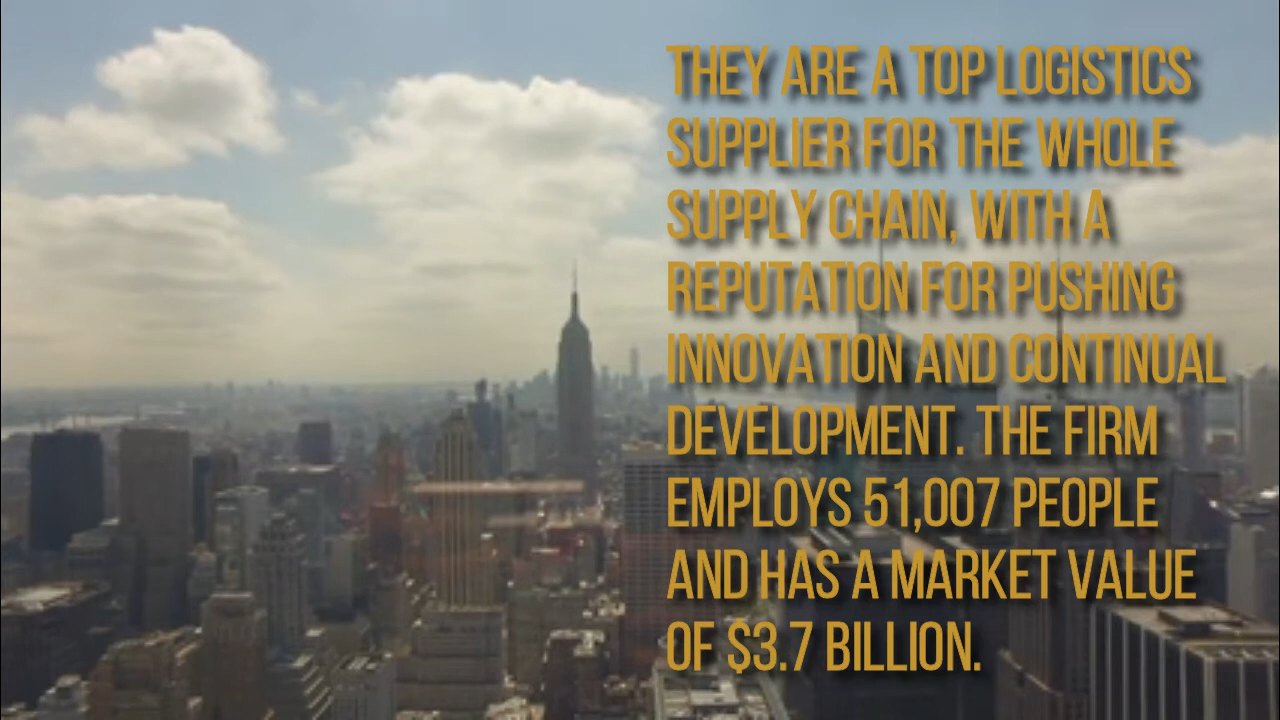 THEY ARE A TOP LOGISTICS
SUPPLIER FOR THE WHOLE
SUPPLY CHAIN, WITH A
REPUTATION FOR PUSHING
INNOVATION AND CONTINUAL
DEVELOPMENT. THE FIRM
EMPLOYS 51,007 PEOPLE
AND HAS A MARKET VALUE
OF $3.7 BILLION.